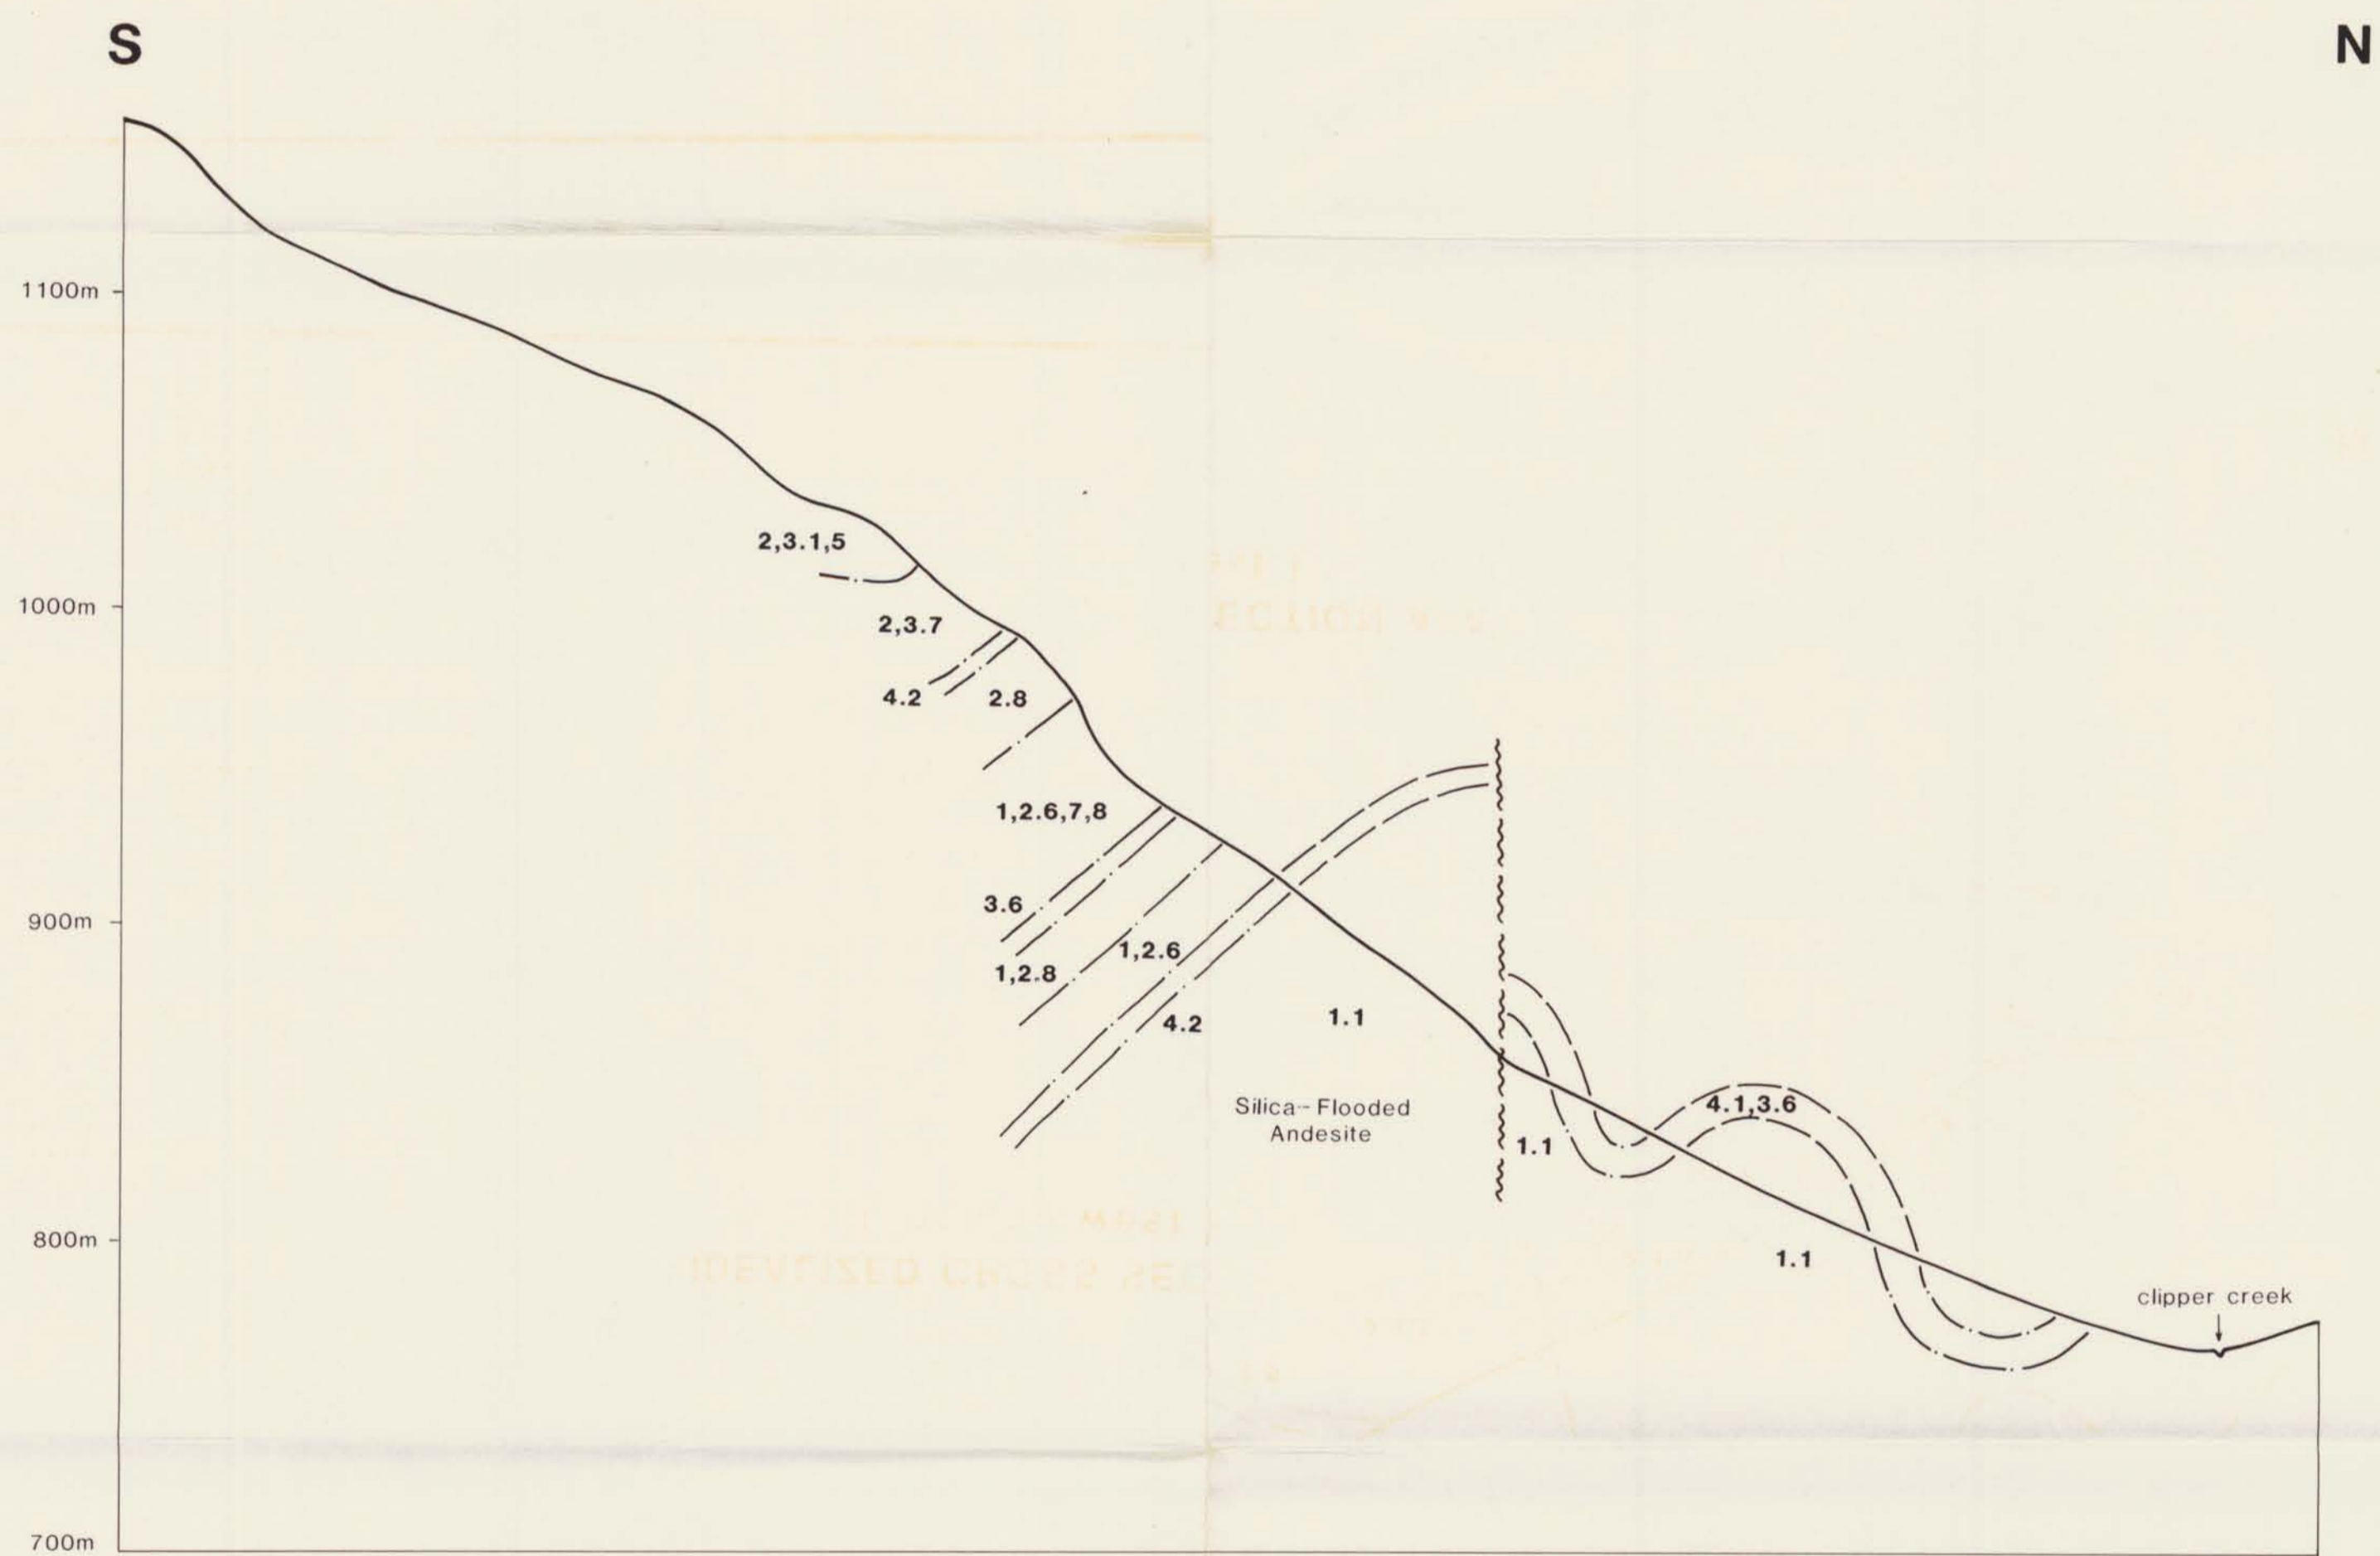 S
N
1100m
2,3.1,5
1000m
2,3.7
4.2
2.8
1,2.6,7,8
3.6
900m
1,2.6
1,2.8
4.2
1.1
Silica-Flooded
Andesite
4.1,3.6
1.1
800m
1.1
clipper creek
700m